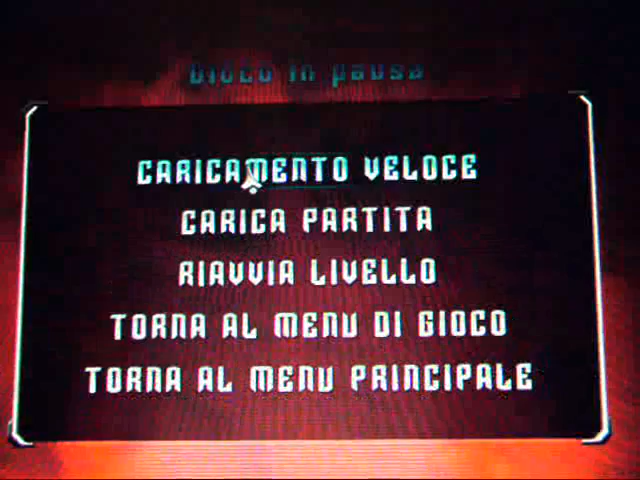 Gioco in pausa
CARICAMENTO VELOCE
CARICA PARTITA
RIAVVIA LIVELLO
TORNA AL MENU DI GIOCO
TORNA AL MENU PRINCIPALE